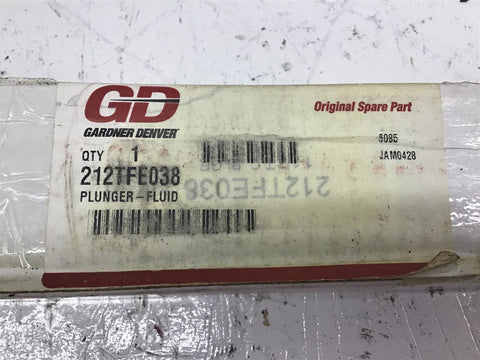 GD
GARDNER DENVER
Original Spare Part
6085
JAM0428
QTY 1
212TFE038
PLUNGER-FLUID
212TFE038